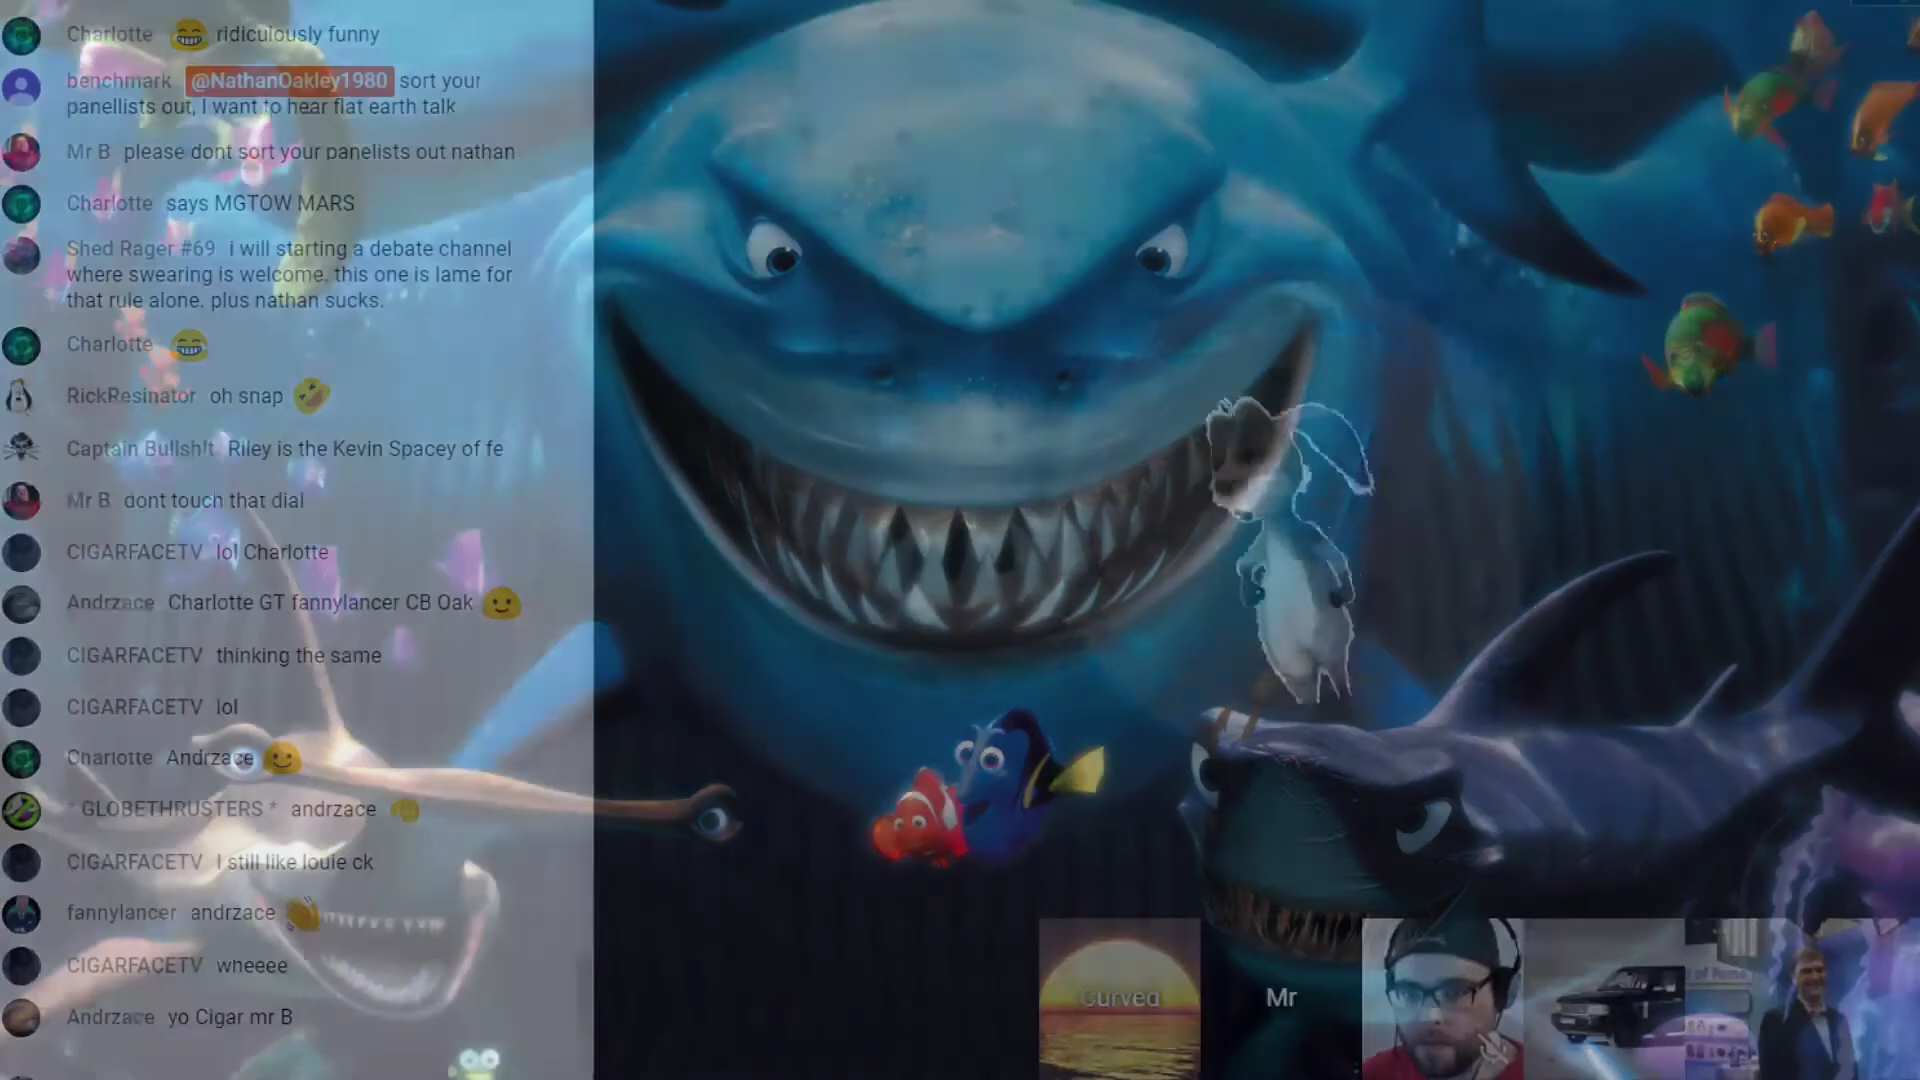 Charlotte ridiculously funny
benchmark @NathanOakley1980 sort your
panellists out, I want to hear flat earth talk
Mr B please dont sort your panelists out nathan
Charlotte says MGTOW MARS
Shed Rager #69 i will starting a debate channel
where swearing is welcome. this one is lame for
that rule alone. plus nathan sucks.
Charlotte
RickResinator oh snap
Captain Bullsh!t Riley is the Kevin Spacey of fe
Mr B dont touch that dial
CIGARFACETV lol Charlotte
Andrzace Charlotte GT fannylancer CB Oak
CIGARFACETV thinking the same
CIGARFACETV lol
Charlotte Andrzace
* GLOBETHRUSTERS * andrzace
CIGARFACETV I still like louie ck
fannylancer andrzace
CIGARFACETV wheeee
Andrzace yo Cigar mr B
Curved
Mr